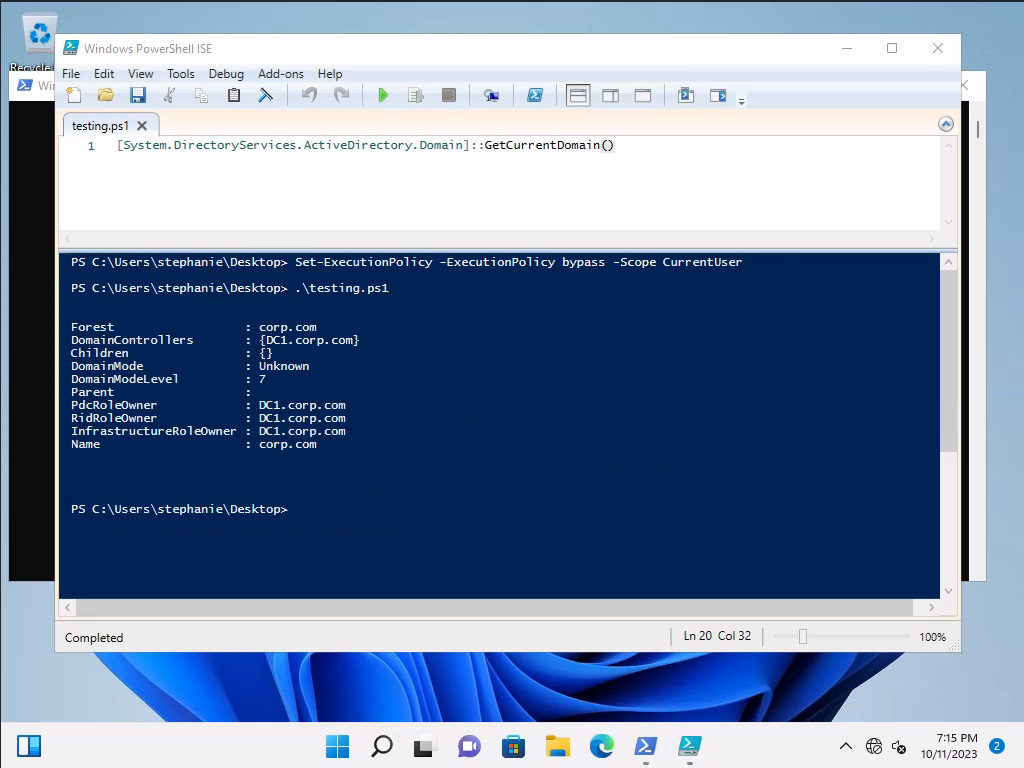 Recycle
Windows PowerShell ISE
Wi
File Edit View Tools Debug Add-ons Help
testing.ps1
1 [System.DirectoryServices.ActiveDirectory.Domain]::GetCurrentDomain()
PS C:\Users\stephanie\Desktop> Set-ExecutionPolicy -ExecutionPolicy bypass -Scope CurrentUser
PS C:\Users\stephanie\Desktop> .\testing.ps1
Forest : corp.com
DomainControllers : {DC1.corp.com}
Children : {}
DomainMode : Unknown
DomainModeLevel : 7
Parent :
PdcRoleOwner : DC1.corp.com
RidRoleOwner : DC1.corp.com
InfrastructureRoleOwner : DC1.corp.com
Name : corp.com
PS C:\Users\stephanie\Desktop>
Completed Ln 20 Col 32 100%
7:15 PM
10/11/2023 2